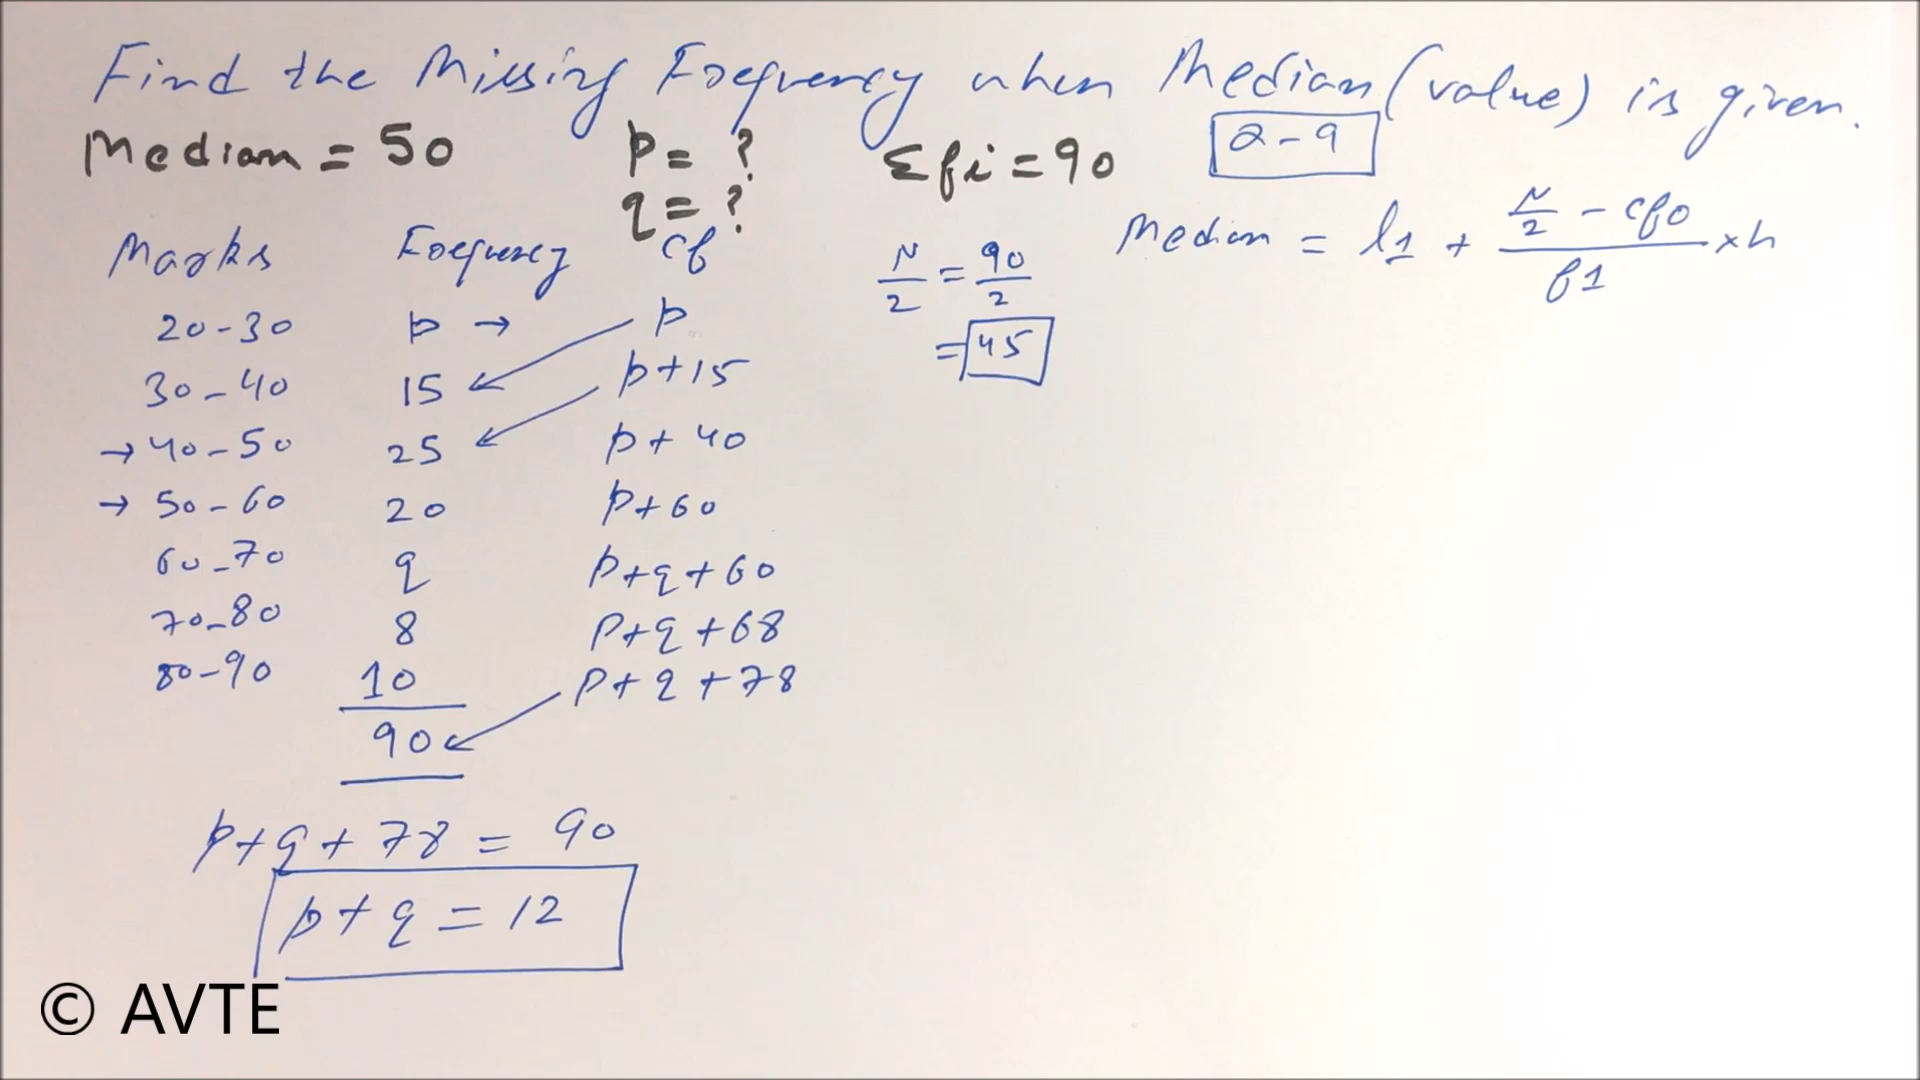 Find the Missing Frequency when Median (value) is given.
Median = 50 p = ? Σfi = 90 2-9
q = ?
Marks Frequency cf
N/2 = 90/2
= 45
Median = l1 + (N/2 - cf0)/f1 × h
20-30 p → p
30-40 15 p+15
→ 40-50 25 p+40
→ 50-60 20 p+60
60-70 q p+q+60
70-80 8 p+q+68
80-90 10 p+q+78
90
p+q+78 = 90
p+q = 12
© AVTE